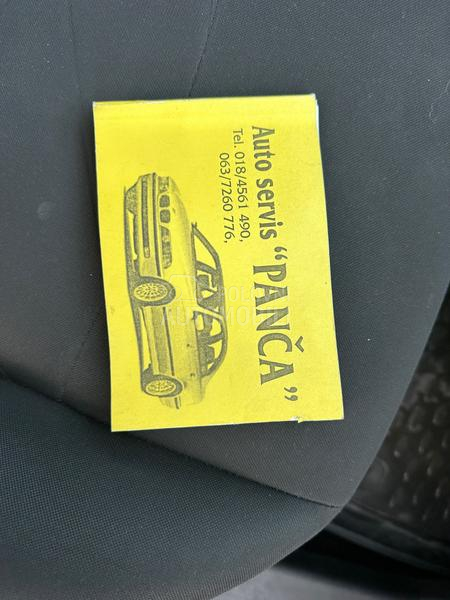 Auto servis “PANČA”
Tel. 018/4561 490,
063/7260 776,